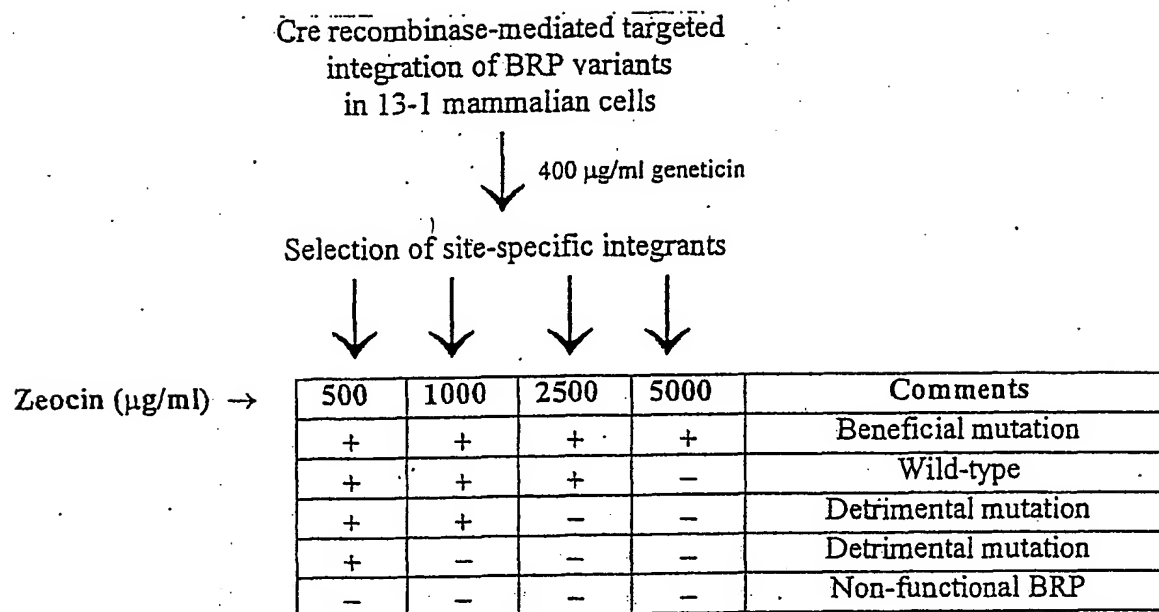 Cre recombinase-mediated targeted
integration of BRP variants
in 13-1 mammalian cells
400 µg/ml geneticin
Selection of site-specific integrants
Zeocin (µg/ml) → 500 1000 2500 5000 Comments
+ + + + Beneficial mutation
+ + + − Wild-type
+ + − − Detrimental mutation
+ − − − Detrimental mutation
− − − − Non-functional BRP